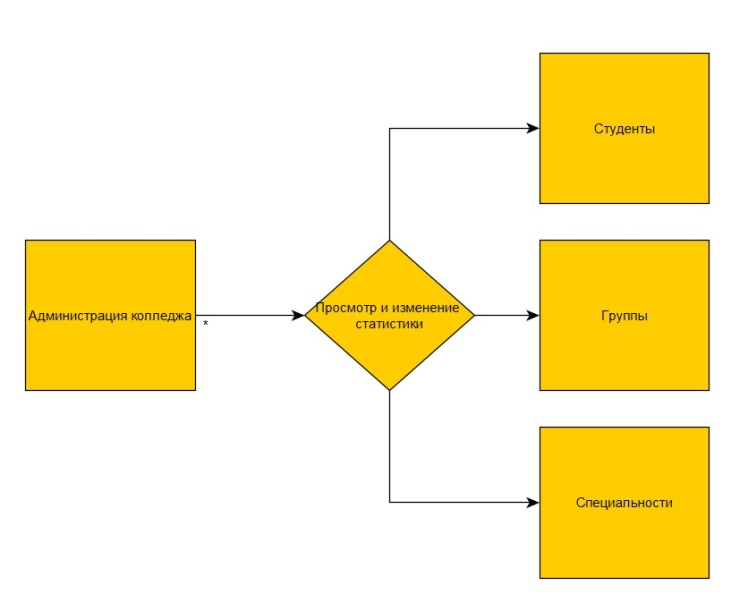 Студенты
Администрация колледжа
*
Просмотр и изменение
статистики
Группы
Специальности